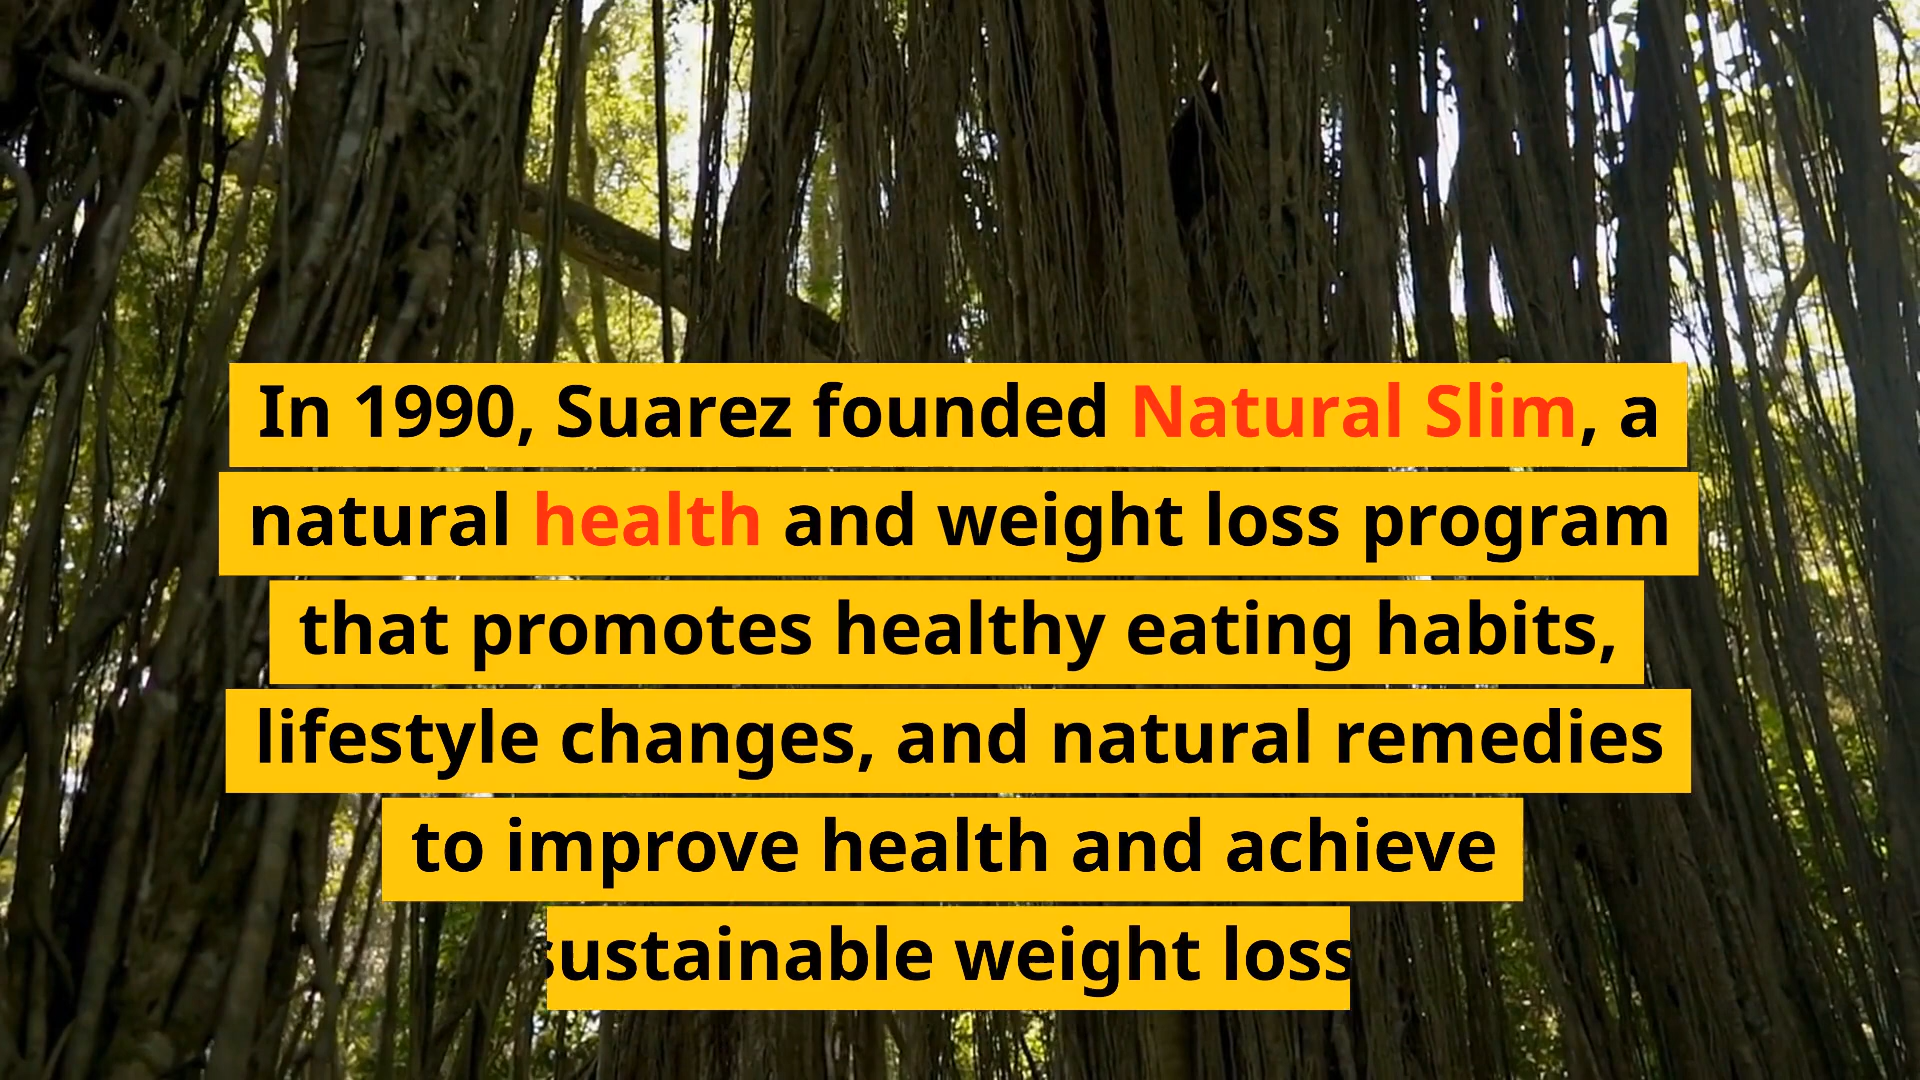 In 1990, Suarez founded Natural Slim, a
natural health and weight loss program
that promotes healthy eating habits,
lifestyle changes, and natural remedies
to improve health and achieve
sustainable weight loss